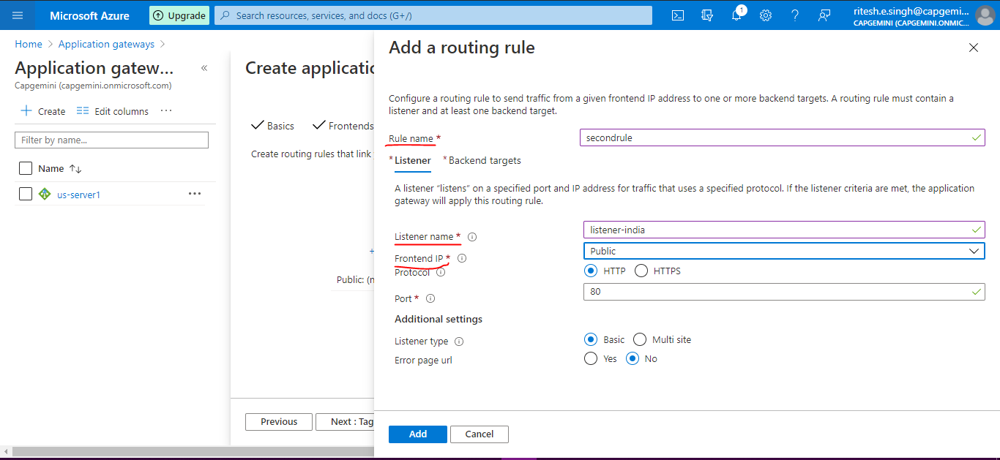 Microsoft Azure
Upgrade
Search resources, services, and docs (G+/)
1
ritesh.e.singh@capgemi...
CAPGEMINI (CAPGEMINI.ONMIC...
Home > Application gateways >
Application gatew...
«
Capgemini (capgemini.onmicrosoft.com)
+ Create
Edit columns
...
Filter by name...
Name ↑↓
us-server1
...
Create applicatio
Basics
Frontends
Create routing rules that link
+
Public: (n
Previous
Next : Tag
Add a routing rule
Configure a routing rule to send traffic from a given frontend IP address to one or more backend targets. A routing rule must contain a
listener and at least one backend target.
Rule name *
secondrule
* Listener
* Backend targets
A listener “listens” on a specified port and IP address for traffic that uses a specified protocol. If the listener criteria are met, the application
gateway will apply this routing rule.
Listener name *
listener-india
Frontend IP *
Public
Protocol
HTTP
HTTPS
Port *
80
Additional settings
Listener type
Basic
Multi site
Error page url
Yes
No
Add
Cancel